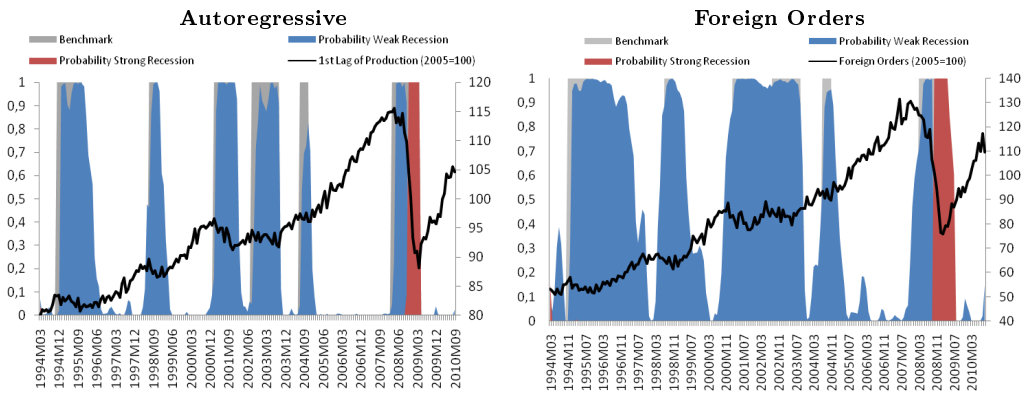 Autoregressive
Benchmark
Probability Weak Recession
Probability Strong Recession
1st Lag of Production (2005=100)
1
0,9
0,8
0,7
0,6
0,5
0,4
0,3
0,2
0,1
0
120
115
110
105
100
95
90
85
80
1994M03
1994M12
1995M09
1996M06
1997M03
1997M12
1998M09
1999M06
2000M03
2000M12
2001M09
2002M06
2003M03
2003M12
2004M09
2005M06
2006M03
2006M12
2007M09
2008M06
2009M03
2009M12
2010M09
Foreign Orders
Benchmark
Probability Weak Recession
Probability Strong Recession
Foreign Orders (2005=100)
1
0,9
0,8
0,7
0,6
0,5
0,4
0,3
0,2
0,1
0
140
130
120
110
100
90
80
70
60
50
40
1994M03
1994M11
1995M07
1996M03
1996M11
1997M07
1998M03
1998M11
1999M07
2000M03
2000M11
2001M07
2002M03
2002M11
2003M07
2004M03
2004M11
2005M07
2006M03
2006M11
2007M07
2008M03
2008M11
2009M07
2010M03